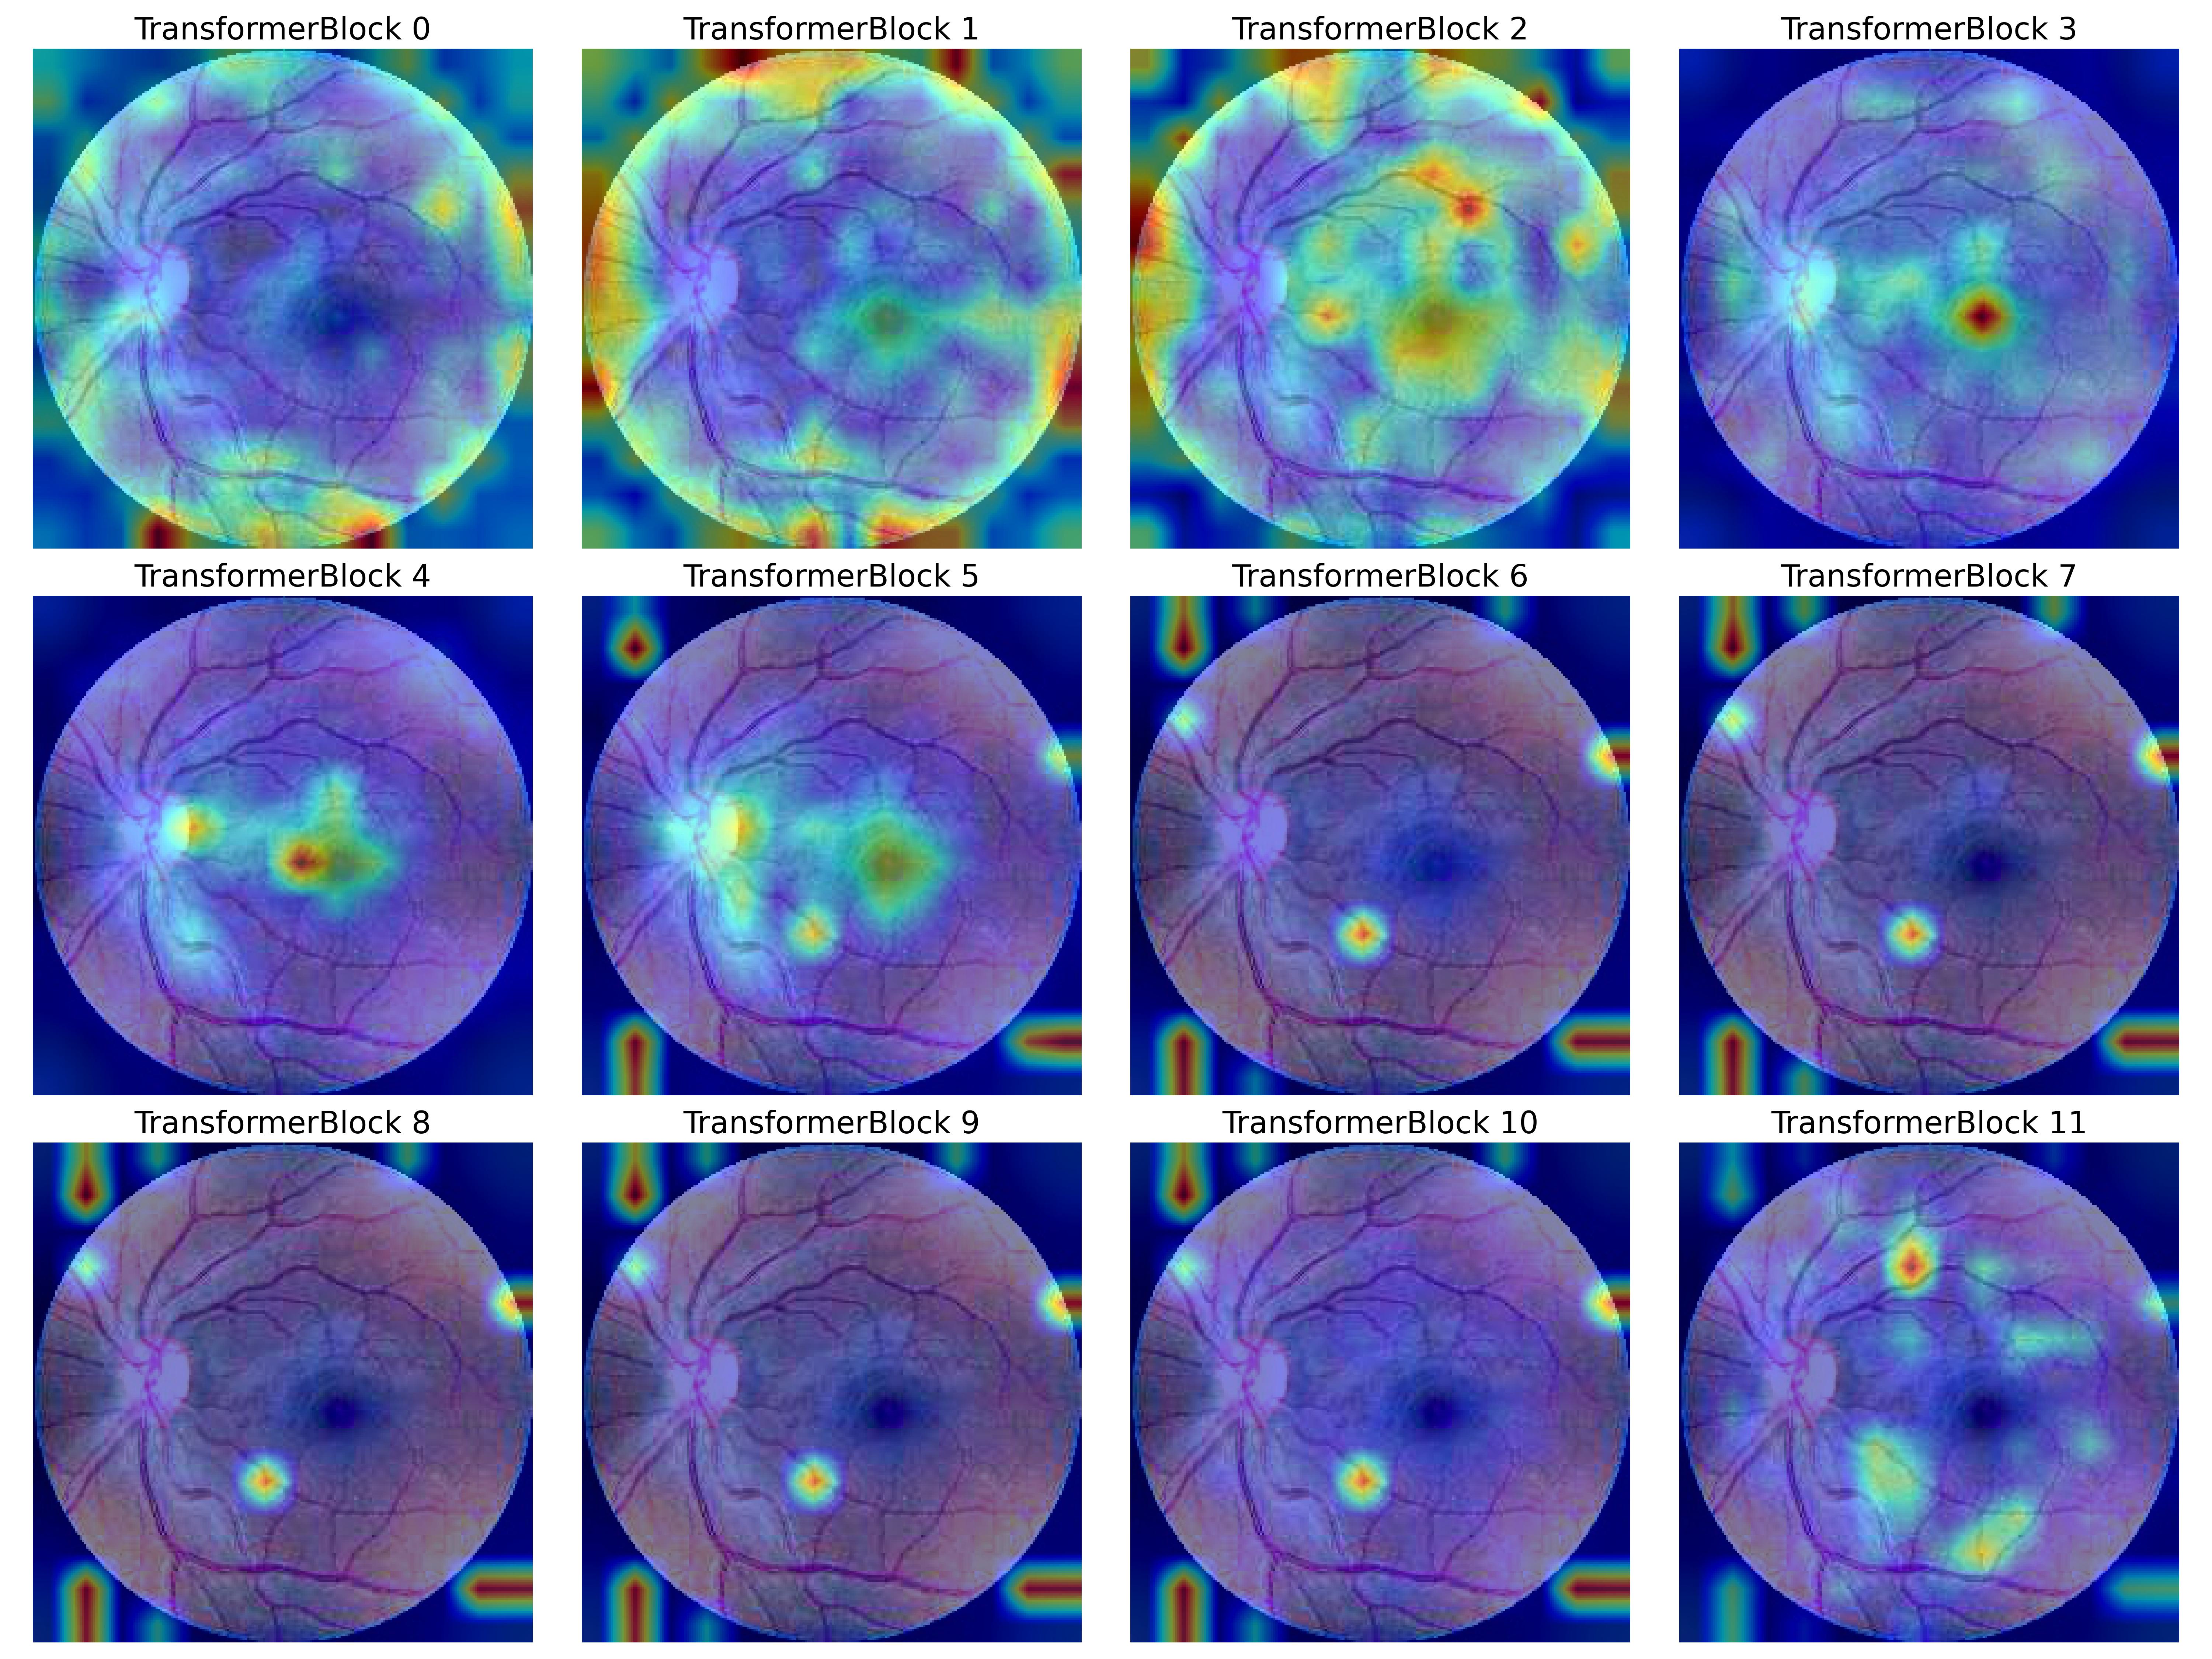 TransformerBlock 0
TransformerBlock 1
TransformerBlock 2
TransformerBlock 3
TransformerBlock 4
TransformerBlock 5
TransformerBlock 6
TransformerBlock 7
TransformerBlock 8
TransformerBlock 9
TransformerBlock 10
TransformerBlock 11